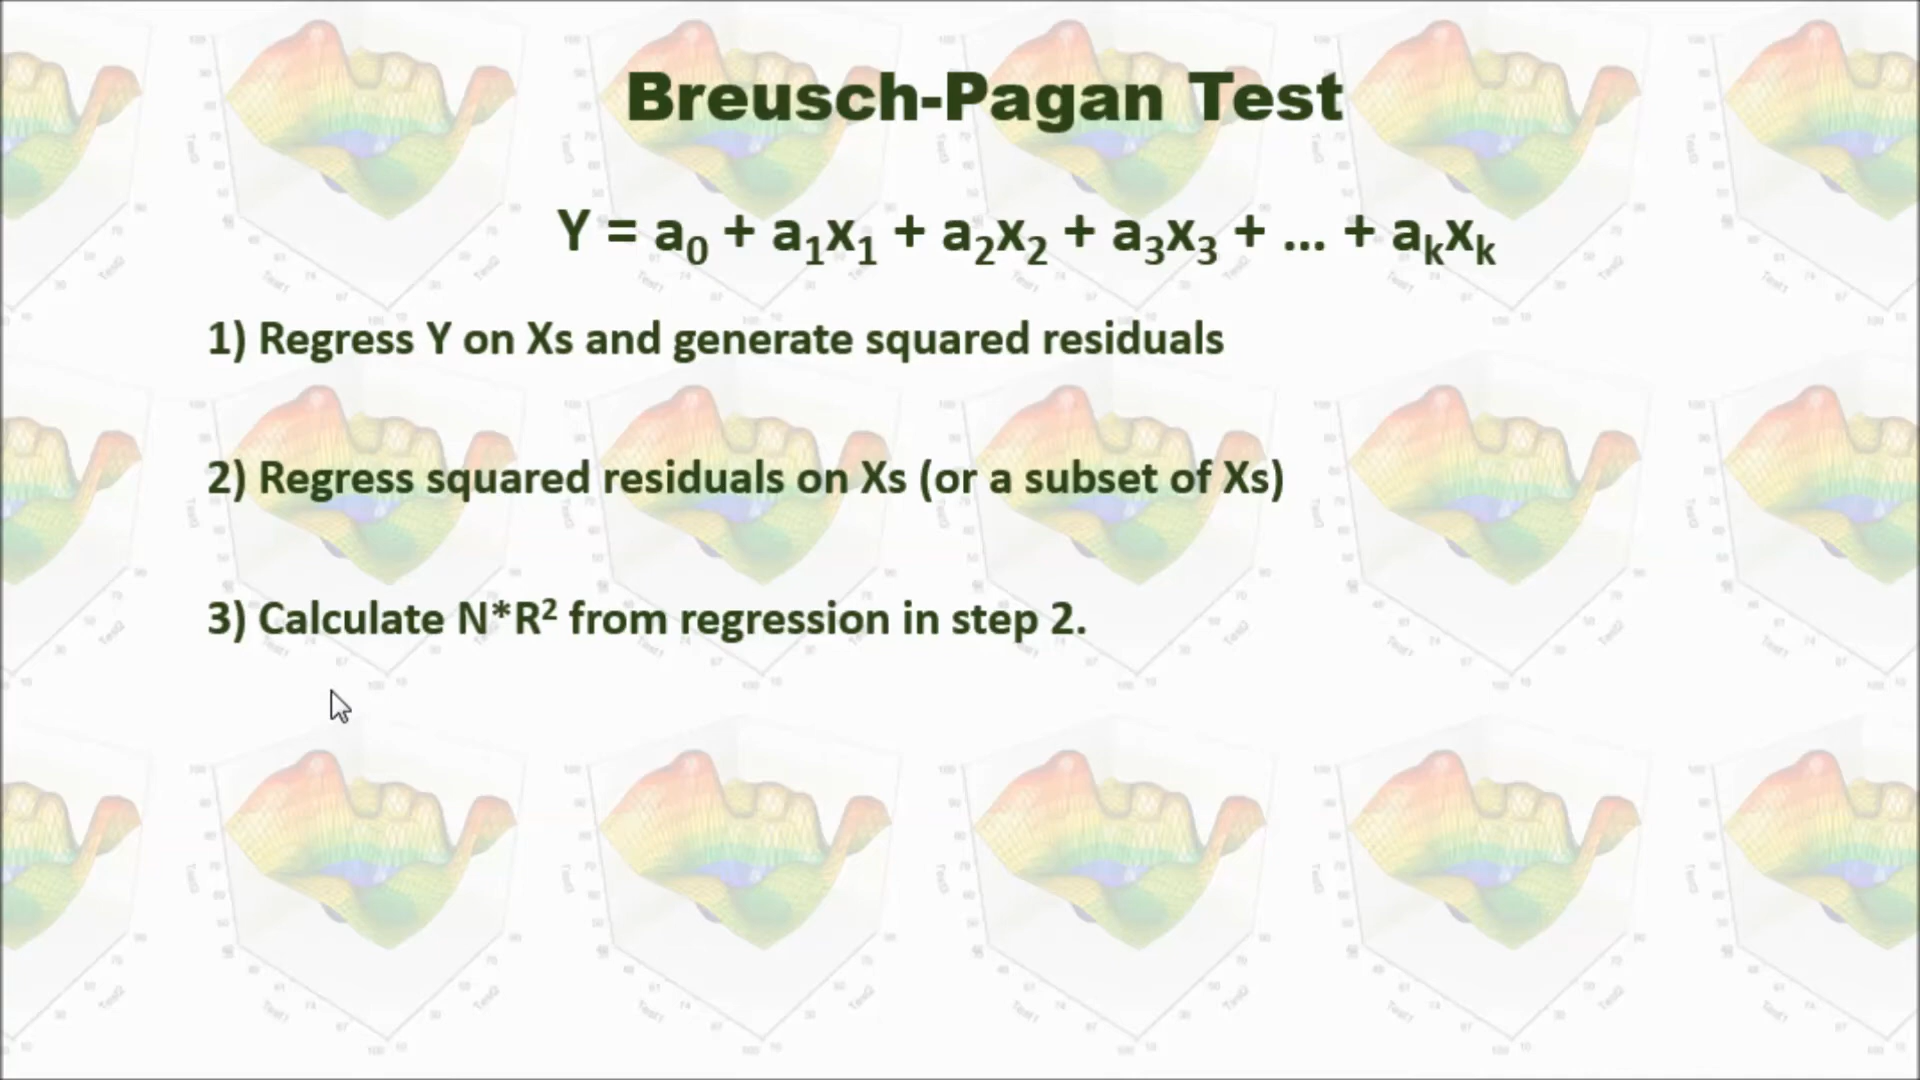 Breusch-Pagan Test
Y = a₀ + a₁x₁ + a₂x₂ + a₃x₃ + ... + aₖxₖ
1) Regress Y on Xs and generate squared residuals
2) Regress squared residuals on Xs (or a subset of Xs)
3) Calculate N*R² from regression in step 2.